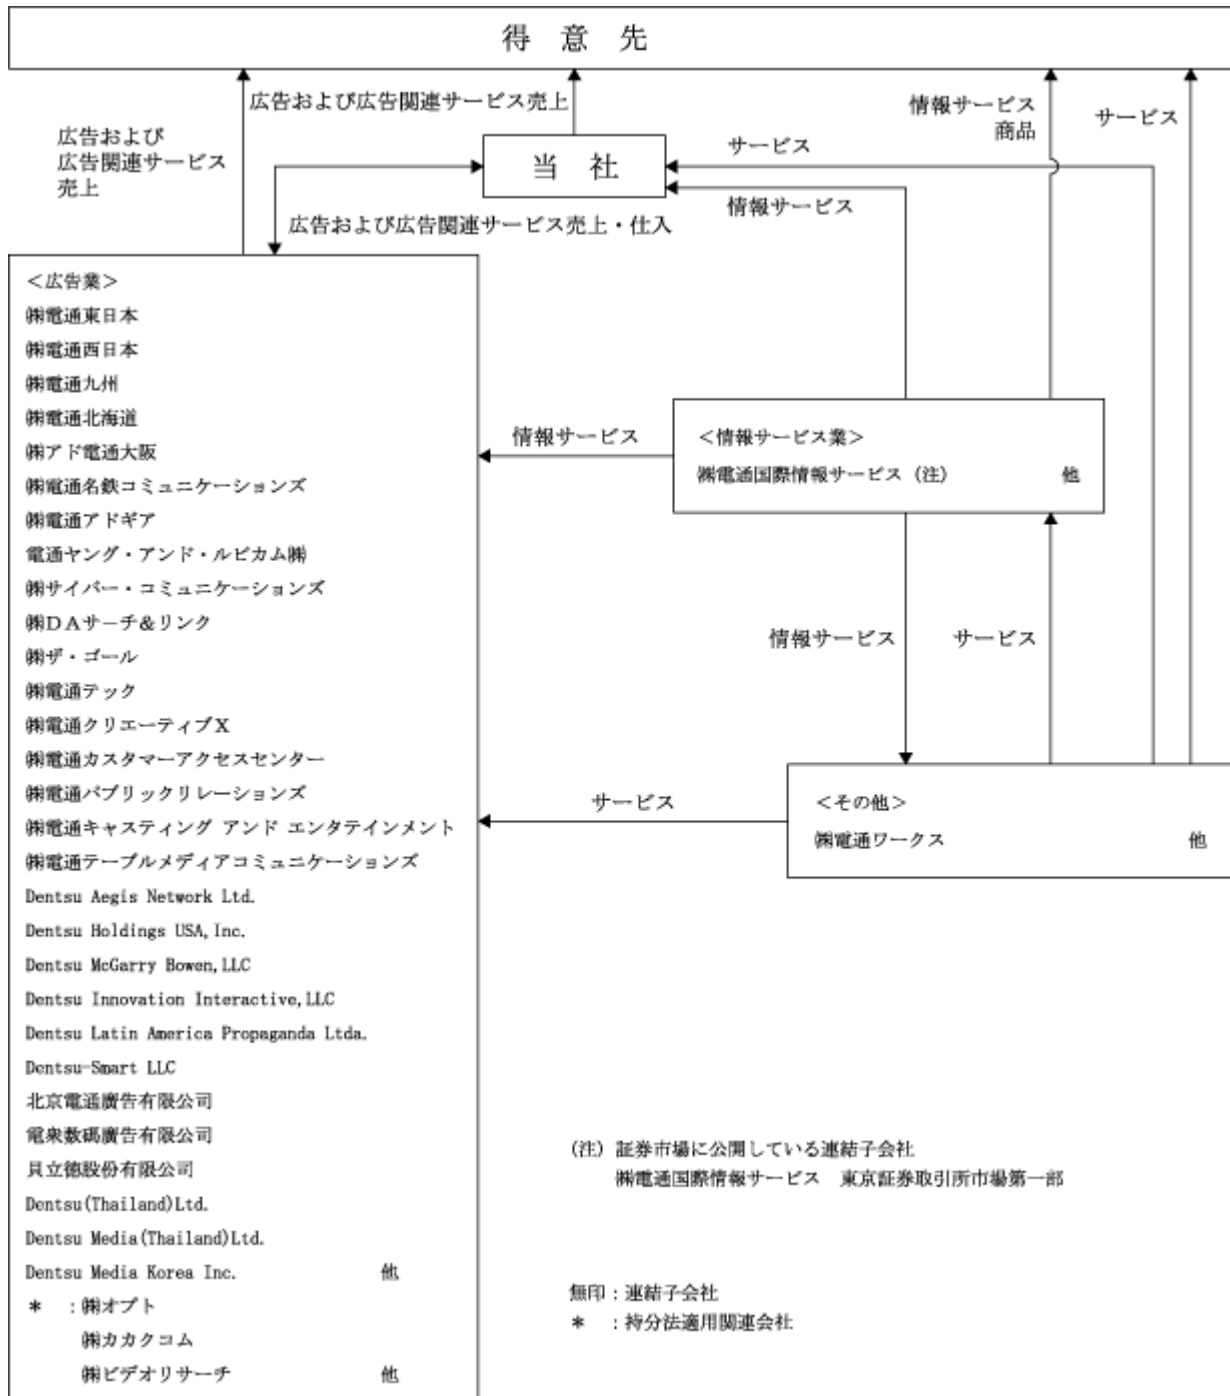 得 意 先
広告および広告関連サービス売上
情報サービス
商品
サービス
広告および
広告関連サービス
売上
当 社
サービス
情報サービス
広告および広告関連サービス売上・仕入
＜広告業＞
㈱電通東日本
㈱電通西日本
㈱電通九州
㈱電通北海道
㈱アド電通大阪
㈱電通名鉄コミュニケーションズ
㈱電通アドギア
電通ヤング・アンド・ルビカム㈱
㈱サイバー・コミュニケーションズ
㈱ＤＡサーチ＆リンク
㈱ザ・ゴール
㈱電通テック
㈱電通クリエーティブＸ
㈱電通カスタマーアクセスセンター
㈱電通パブリックリレーションズ
㈱電通キャスティング アンド エンタテインメント
㈱電通テーブルメディアコミュニケーションズ
Dentsu Aegis Network Ltd.
Dentsu Holdings USA,Inc.
Dentsu McGarry Bowen,LLC
Dentsu Innovation Interactive,LLC
Dentsu Latin America Propaganda Ltda.
Dentsu-Smart LLC
北京電通廣告有限公司
電衆数碼廣告有限公司
貝立德股份有限公司
Dentsu(Thailand)Ltd.
Dentsu Media(Thailand)Ltd.
Dentsu Media Korea Inc. 他
＊ ：㈱オプト
㈱カカクコム
㈱ビデオリサーチ 他
情報サービス
＜情報サービス業＞
㈱電通国際情報サービス（注） 他
情報サービス
サービス
サービス
＜その他＞
㈱電通ワークス 他
（注）証券市場に公開している連結子会社
㈱電通国際情報サービス 東京証券取引所市場第一部
無印：連結子会社
＊ ：持分法適用関連会社